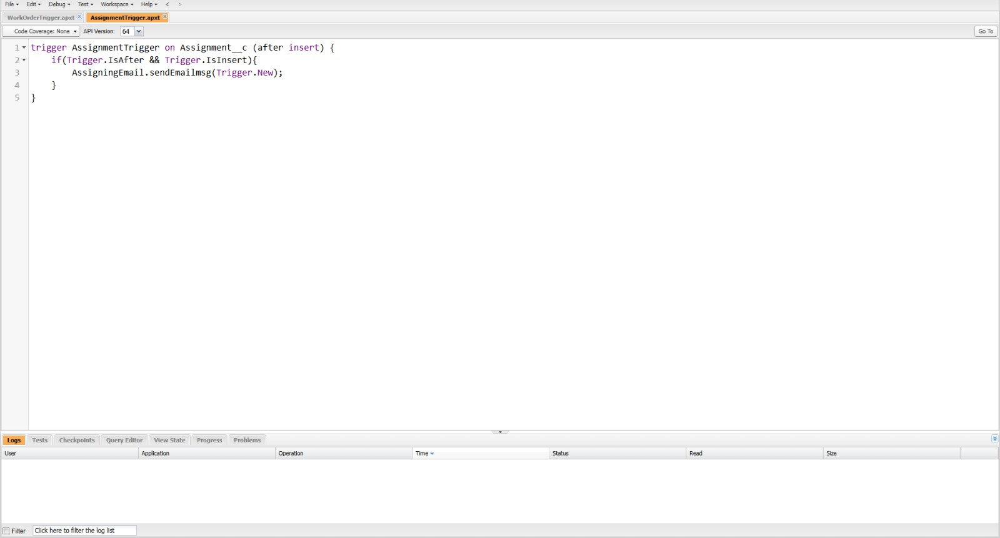 File Edit Debug Test Workspace Help < >
WorkOrderTrigger.apxt AssignmentTrigger.apxt
Code Coverage: None API Version: 64 Go To
1 trigger AssignmentTrigger on Assignment__c (after insert) {
2 if(Trigger.IsAfter && Trigger.IsInsert){
3 AssigningEmail.sendEmailmsg(Trigger.New);
4 }
5 }
Logs Tests Checkpoints Query Editor View State Progress Problems
User Application Operation Time Status Read Size
Filter Click here to filter the log list